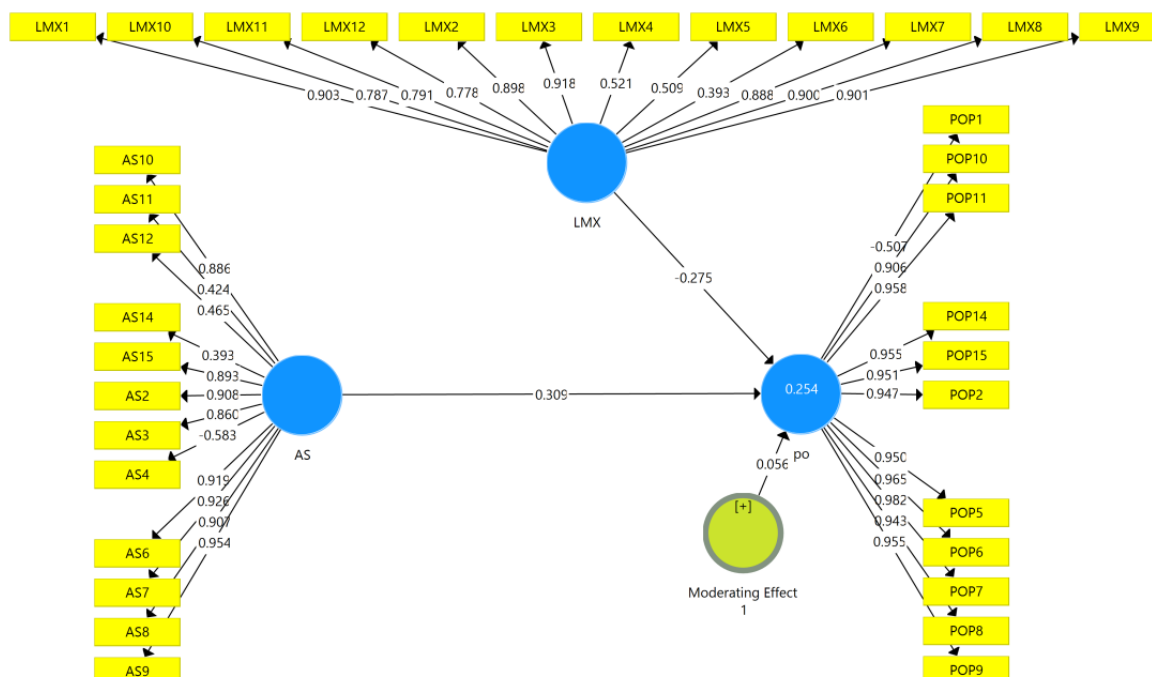 LMX1
LMX10
LMX11
LMX12
LMX2
LMX3
LMX4
LMX5
LMX6
LMX7
LMX8
LMX9
0.903
0.787
0.791
0.778
0.898
0.918
0.521
0.509
0.393
0.888
0.900
0.901
LMX
-0.275
AS10
AS11
AS12
AS14
AS15
AS2
AS3
AS4
AS6
AS7
AS8
AS9
0.886
0.424
0.465
0.393
0.893
0.908
0.860
-0.583
0.919
0.926
0.907
0.954
AS
0.309
0.254
po
0.056
[+]
Moderating Effect
1
POP1
POP10
POP11
POP14
POP15
POP2
POP5
POP6
POP7
POP8
POP9
-0.507
0.906
0.958
0.955
0.951
0.947
0.950
0.965
0.982
0.943
0.955